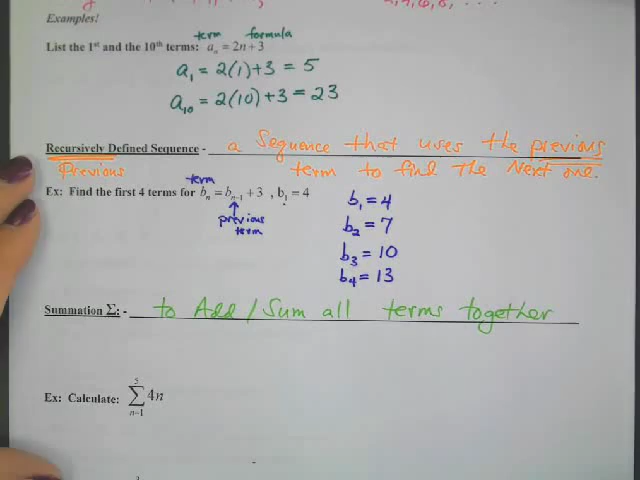 Examples!
term formula
List the 1st and the 10th terms: aₙ = 2n + 3
a₁ = 2(1)+3 = 5
a₁₀ = 2(10)+3 = 23
Recursively Defined Sequence - a Sequence that uses the previous
Previous term to find the Next one.
term
Ex: Find the first 4 terms for bₙ = bₙ₋₁ + 3 , b₁ = 4
previous
term
b₁ = 4
b₂ = 7
b₃ = 10
b₄ = 13
Summation Σ: - to Add / Sum all terms together
5
Ex: Calculate: Σ 4n
n=1